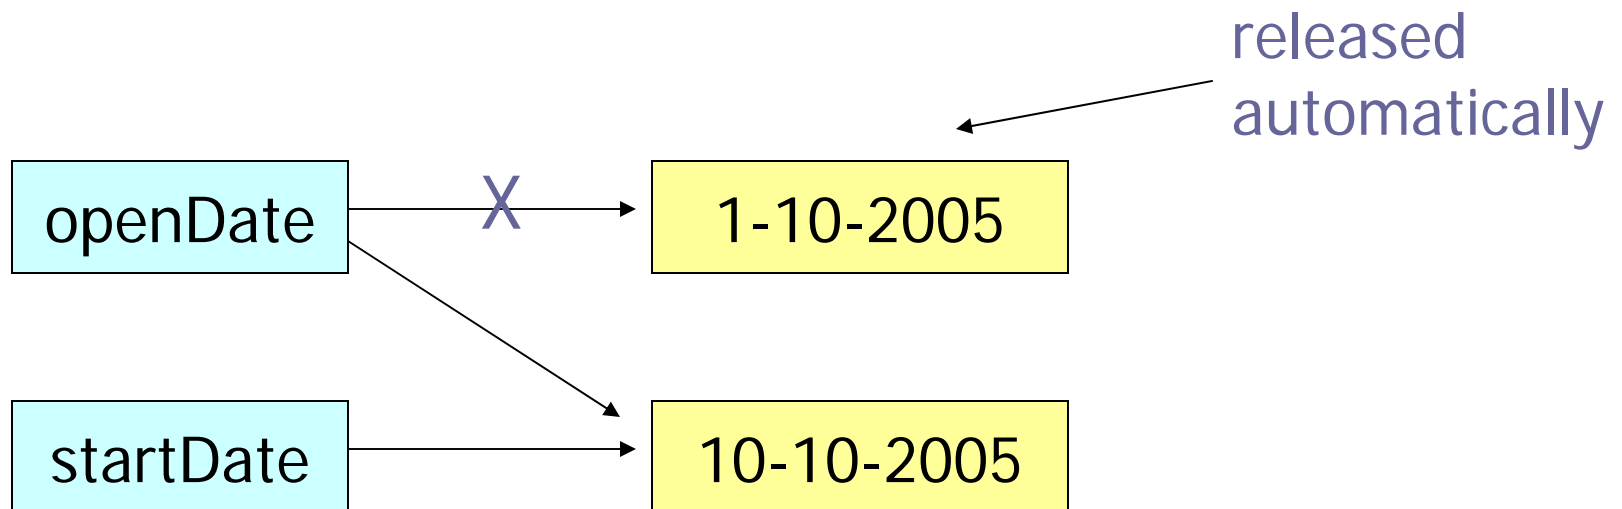 released
automatically
openDate
X
1-10-2005
startDate
10-10-2005